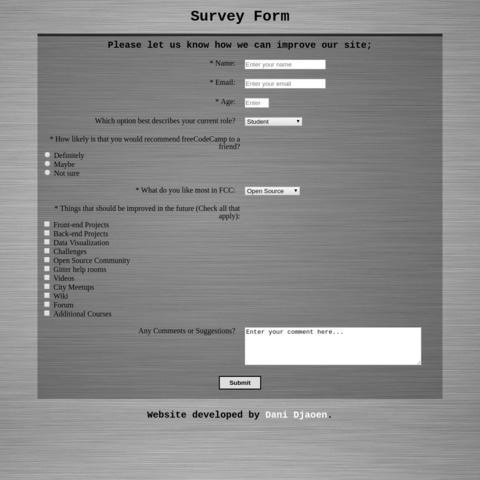 Survey Form
Please let us know how we can improve our site;
* Name:
Enter your name
* Email:
Enter your email
* Age:
Enter
Which option best describes your current role?
Student
* How likely is that you would recommend freeCodeCamp to a
friend?
Definitely
Maybe
Not sure
* What do you like most in FCC:
Open Source
* Things that should be improved in the future (Check all that
apply):
Front-end Projects
Back-end Projects
Data Visualization
Challenges
Open Source Community
Gitter help rooms
Videos
City Meetups
Wiki
Forum
Additional Courses
Any Comments or Suggestions?
Enter your comment here...
Submit
Website developed by Dani Djaoen.